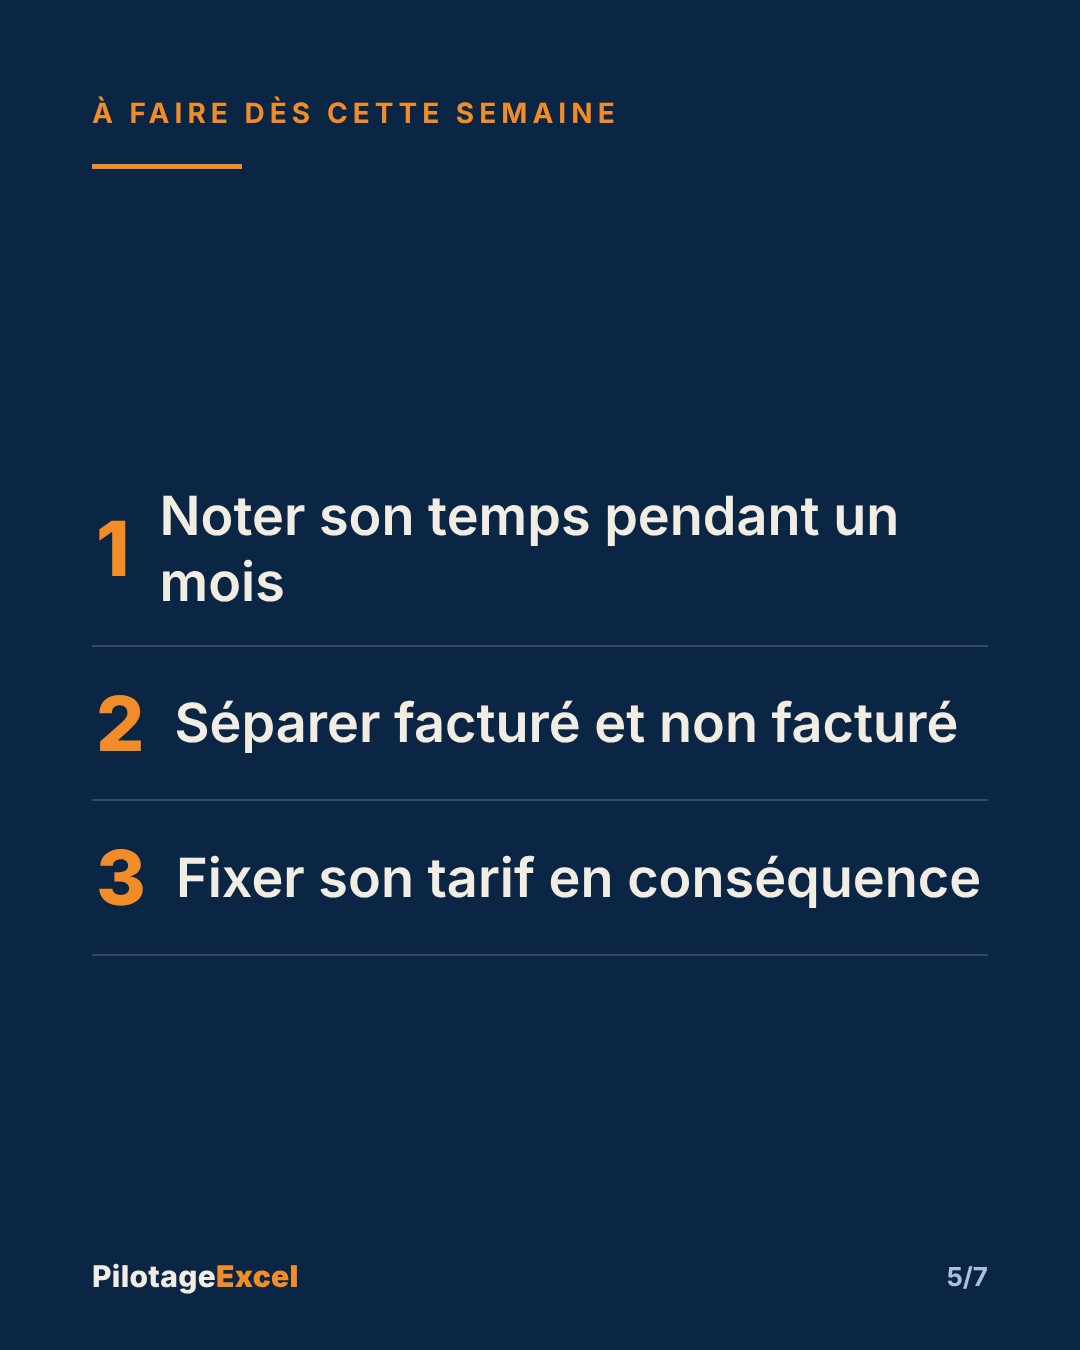 À FAIRE DÈS CETTE SEMAINE
1 Noter son temps pendant un
mois
2 Séparer facturé et non facturé
3 Fixer son tarif en conséquence
PilotageExcel
5/7